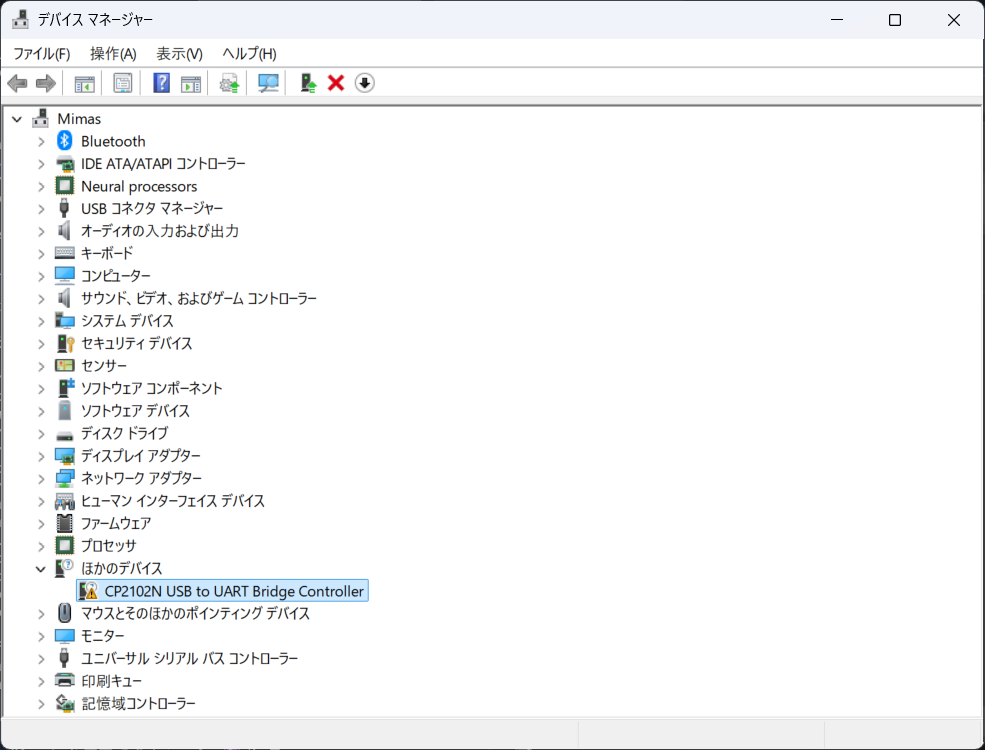 デバイス マネージャー
ファイル(F) 操作(A) 表示(V) ヘルプ(H)
Mimas
Bluetooth
IDE ATA/ATAPI コントローラー
Neural processors
USB コネクタ マネージャー
オーディオの入力および出力
キーボード
コンピューター
サウンド、ビデオ、およびゲーム コントローラー
システム デバイス
セキュリティ デバイス
センサー
ソフトウェア コンポーネント
ソフトウェア デバイス
ディスク ドライブ
ディスプレイ アダプター
ネットワーク アダプター
ヒューマン インターフェイス デバイス
ファームウェア
プロセッサ
ほかのデバイス
CP2102N USB to UART Bridge Controller
マウスとそのほかのポインティング デバイス
モニター
ユニバーサル シリアル バス コントローラー
印刷キュー
記憶域コントローラー